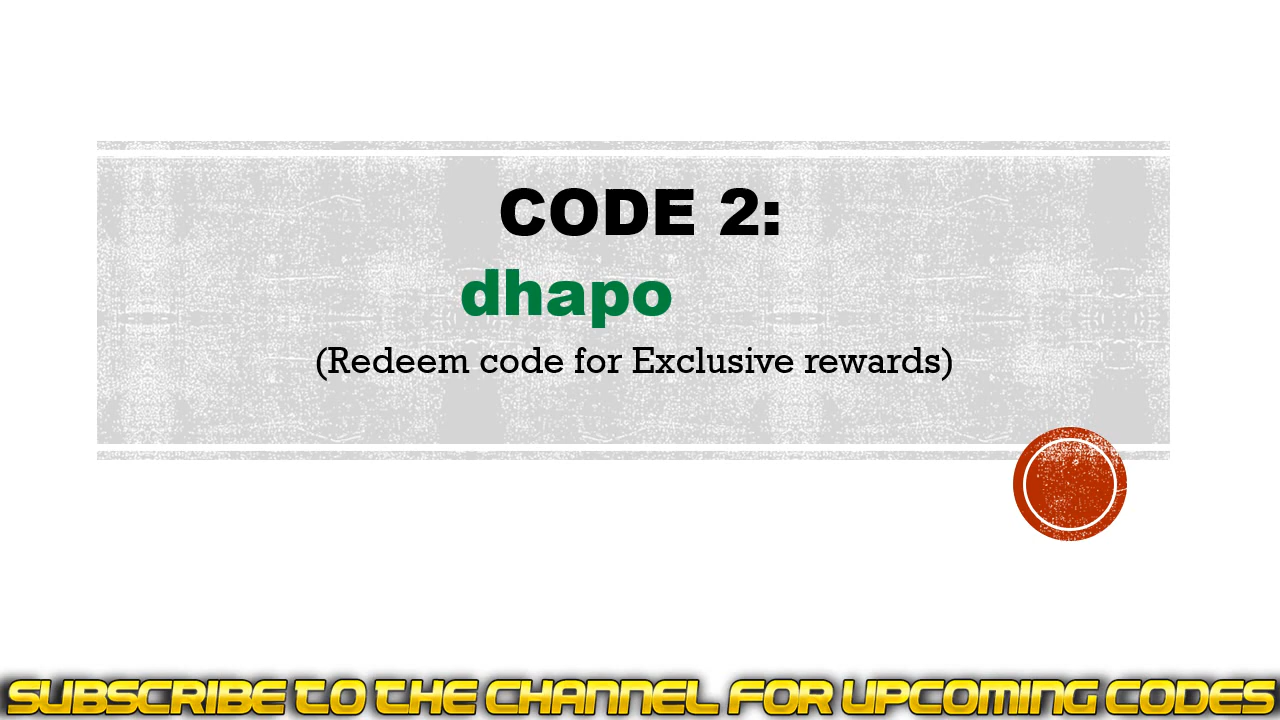 CODE 2:
dhapo
(Redeem code for Exclusive rewards)
SUBSCRIBE TO THE CHANNEL FOR UPCOMING CODES